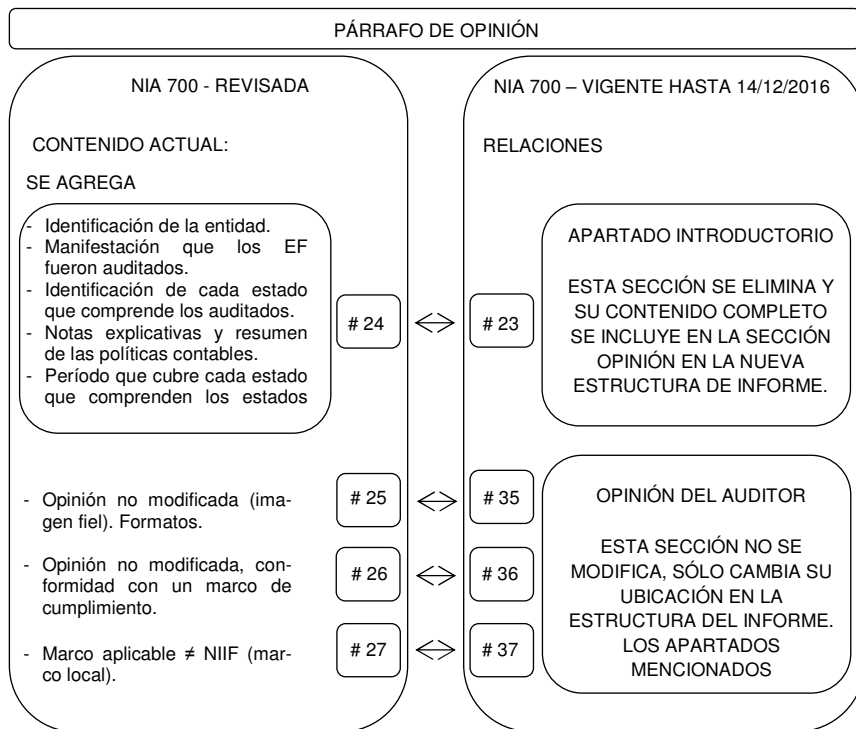 PÁRRAFO DE OPINIÓN
NIA 700 - REVISADA
CONTENIDO ACTUAL:
SE AGREGA
- Identificación de la entidad.
- Manifestación que los EF
fueron auditados.
- Identificación de cada estado
que comprende los auditados.
- Notas explicativas y resumen
de las políticas contables.
- Período que cubre cada estado
que comprenden los estados
# 24
- Opinión no modificada (ima-
gen fiel). Formatos.
# 25
- Opinión no modificada, con-
formidad con un marco de
cumplimiento.
# 26
- Marco aplicable ≠ NIIF (mar-
co local).
# 27
NIA 700 – VIGENTE HASTA 14/12/2016
RELACIONES
# 23
APARTADO INTRODUCTORIO
ESTA SECCIÓN SE ELIMINA Y
SU CONTENIDO COMPLETO
SE INCLUYE EN LA SECCIÓN
OPINIÓN EN LA NUEVA
ESTRUCTURA DE INFORME.
# 35
# 36
# 37
OPINIÓN DEL AUDITOR
ESTA SECCIÓN NO SE
MODIFICA, SÓLO CAMBIA SU
UBICACIÓN EN LA
ESTRUCTURA DEL INFORME.
LOS APARTADOS
MENCIONADOS